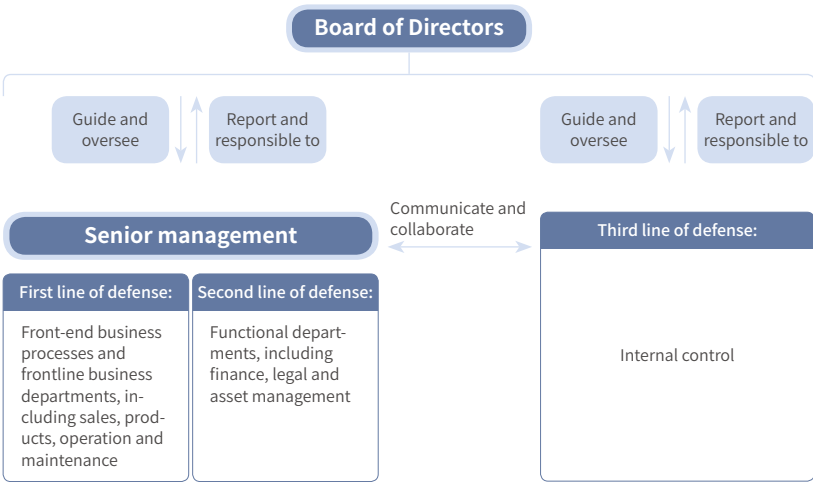 Board of Directors
Guide and
oversee
Report and
responsible to
Guide and
oversee
Report and
responsible to
Senior management
Communicate and
collaborate
First line of defense:
Front-end business
processes and
frontline business
departments, in-
cluding sales, prod-
ucts, operation and
maintenance
Second line of defense:
Functional depart-
ments, including
finance, legal and
asset management
Third line of defense:
Internal control